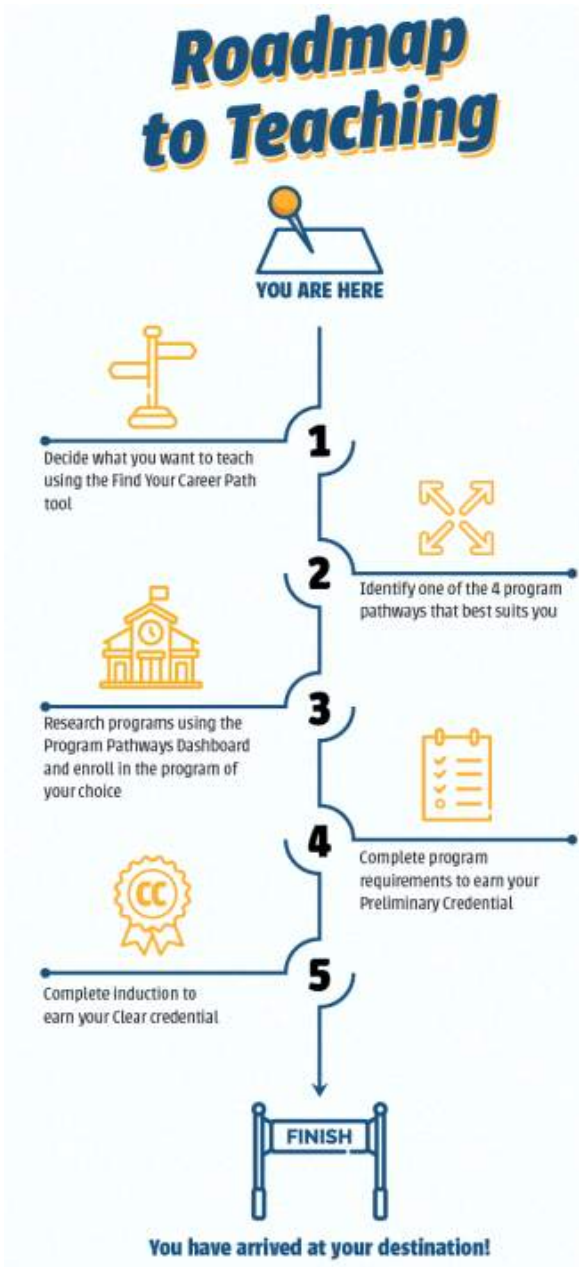 Roadmap
to Teaching
YOU ARE HERE
1
Decide what you want to teach
using the Find Your Career Path
tool
2
Identify one of the 4 program
pathways that best suits you
3
Research programs using the
Program Pathways Dashboard
and enroll in the program of
your choice
4
Complete program
requirements to earn your
Preliminary Credential
CC
5
Complete induction to
earn your Clear credential
FINISH
You have arrived at your destination!